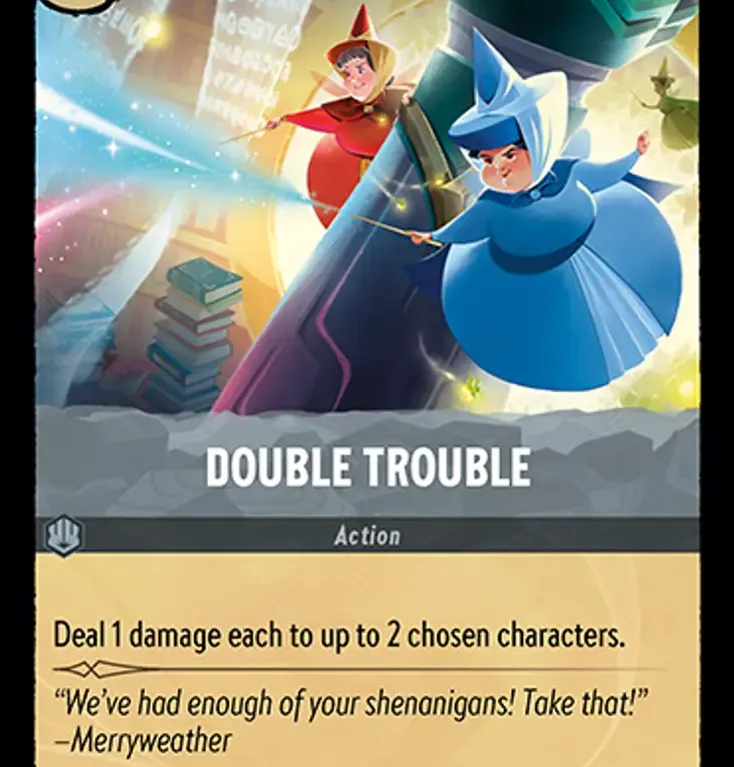 DOUBLE TROUBLE
Action
Deal 1 damage each to up to 2 chosen characters.
“We’ve had enough of your shenanigans! Take that!”
–Merryweather